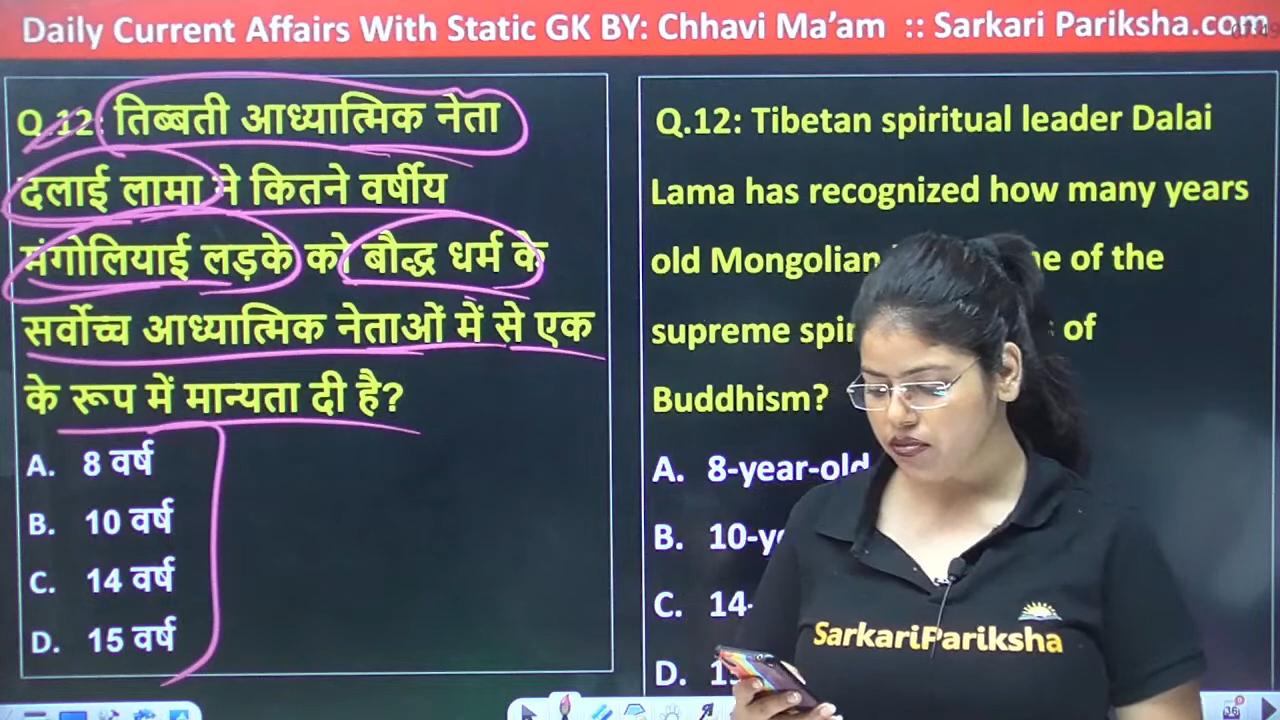 Daily Current Affairs With Static GK BY: Chhavi Ma’am :: Sarkari Pariksha.com
Q.12: तिब्बती आध्यात्मिक नेता
दलाई लामा ने कितने वर्षीय
मंगोलियाई लड़के को बौद्ध धर्म के
सर्वोच्च आध्यात्मिक नेताओं में से एक
के रूप में मान्यता दी है?
A. 8 वर्ष
B. 10 वर्ष
C. 14 वर्ष
D. 15 वर्ष
Q.12: Tibetan spiritual leader Dalai
Lama has recognized how many years
old Mongolian of the
supreme of
Buddhism?
A. 8-year-old
B. 10-
C. 14-
D.
SarkariPariksha